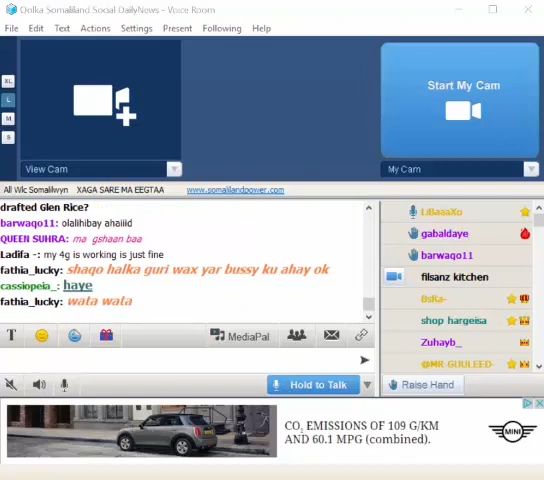 Qolka Somaliland Social DailyNews - Voice Room
File Edit Text Actions Settings Present Following Help
XL
L
M
S
View Cam
Start My Cam
My Cam
All Wlc Somalilwyn XAGA SARE MA EEGTAA www.somalilandpower.com
drafted Glen Rice?
barwaqo11: olalihibay ahaiiid
QUEEN SUHRA: ma gshaan baa
Ladifa -: my 4g is working is just fine
fathia_lucky: shaqo halka guri wax yar bussy ku ahay ok
cassiopeia_: haye
fathia_lucky: wata wata
LiBaaaXo
gabaldaye
barwaqo11
filsanz kitchen
BsRa-
shop hargeisa
Zuhayb_
@MR-GUULEED-
T
MediaPal
Hold to Talk
Raise Hand
CO₂ EMISSIONS OF 109 G/KM
AND 60.1 MPG (combined).
MINI